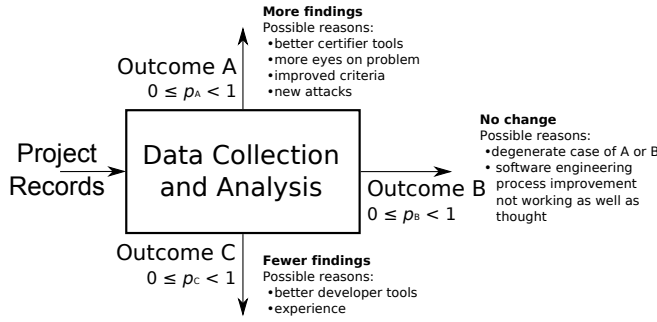 More findings
Possible reasons:
•better certifier tools
•more eyes on problem
•improved criteria
•new attacks
Outcome A
0 ≤ pA < 1
Project
Records
Data Collection
and Analysis
No change
Possible reasons:
•degenerate case of A or B
• software engineering
process improvement
not working as well as
thought
Outcome B
0 ≤ pB < 1
Outcome C
0 ≤ pC < 1
Fewer findings
Possible reasons:
•better developer tools
•experience